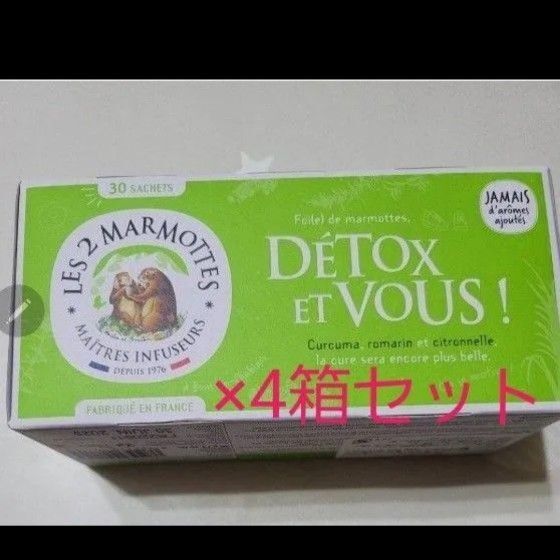 30 SACHETS
LES 2 MARMOTTES
MAÎTRES INFUSEURS
DEPUIS 1976
FABRIQUÉ EN FRANCE
JAMAIS
d'arômes
ajoutés.
Foi(e) de marmottes,
DÉTOX
ET VOUS !
Curcuma, romarin et citronnelle
la cure sera encore plus belle.
×4箱セット